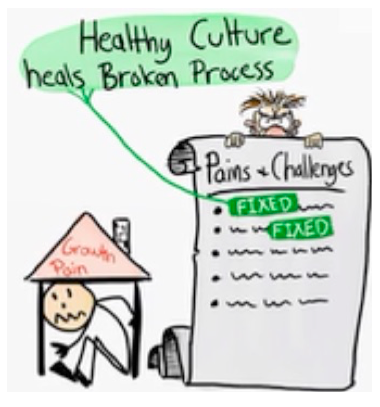 Healthy Culture
heals Broken Process
Pains + Challenges
FIXED
FIXED
Growth
Pain